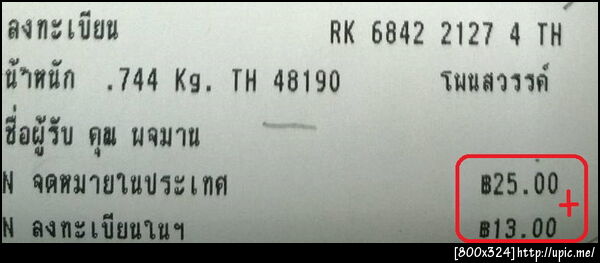 ลงทะเบียน RK 6842 2127 4 TH
น้ำหนัก .744 Kg. TH 48190 โผนสวรรค์
ชื่อผู้รับ คุณ ผจมาน
N จดหมายในประเทศ ฿25.00
+
N ลงทะเบียนในฯ ฿13.00
[800x324]http://upic.me/